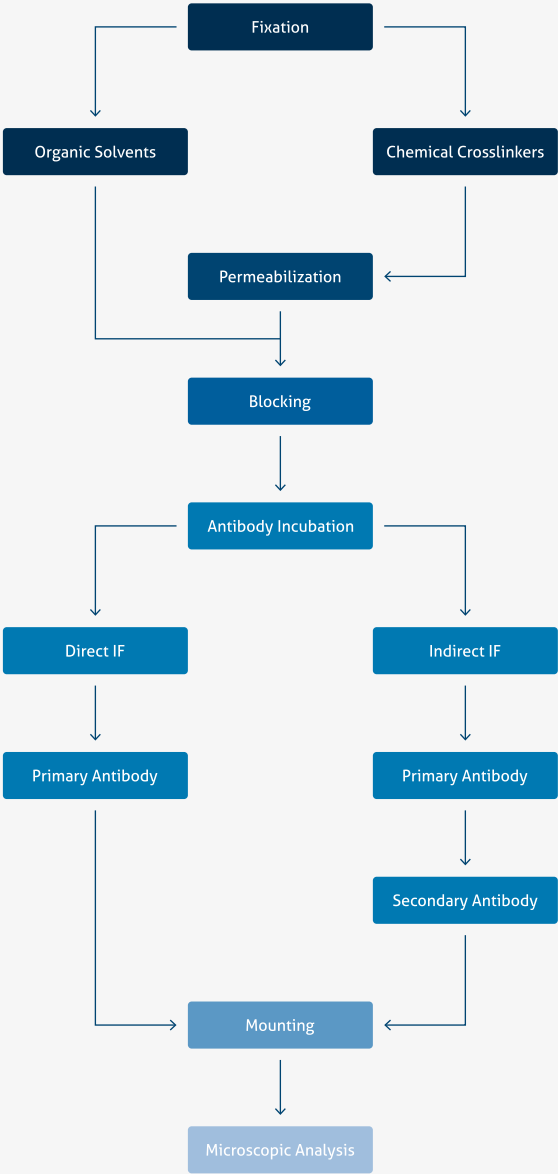 Fixation
Organic Solvents
Chemical Crosslinkers
Permeabilization
Blocking
Antibody Incubation
Direct IF
Indirect IF
Primary Antibody
Primary Antibody
Secondary Antibody
Mounting
Microscopic Analysis